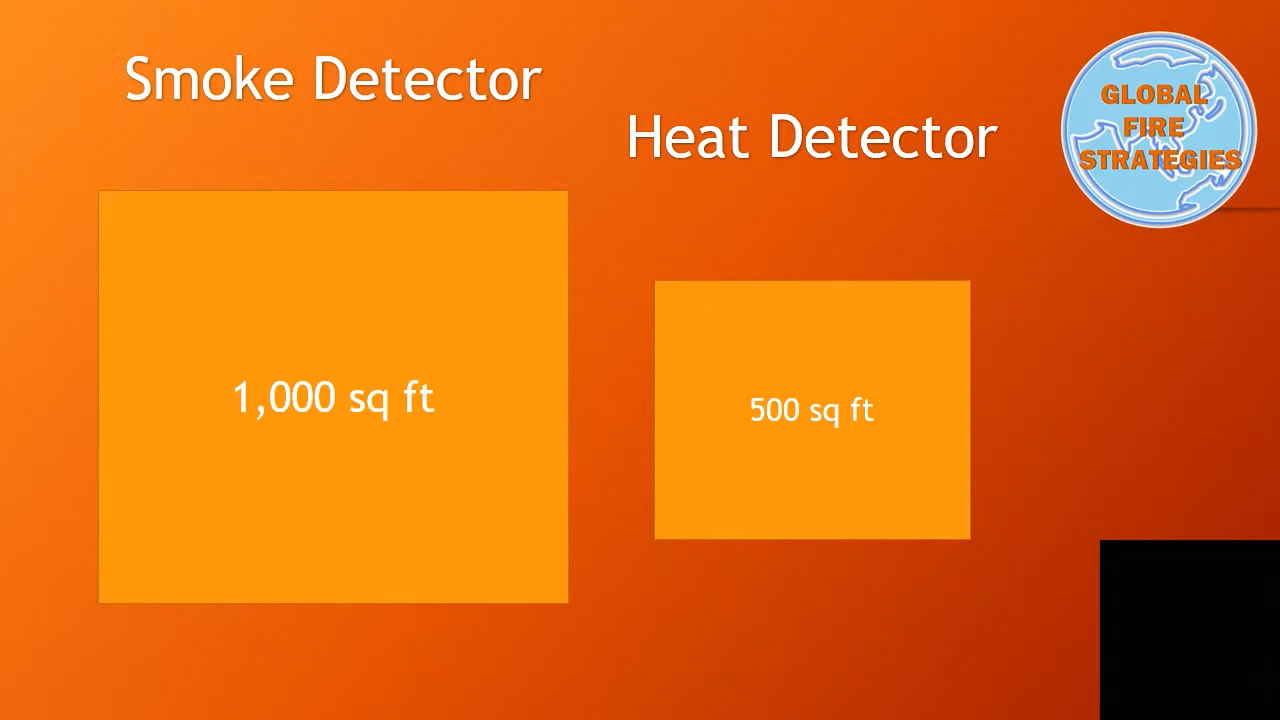 Smoke Detector
Heat Detector
GLOBAL
FIRE
STRATEGIES
1,000 sq ft
500 sq ft